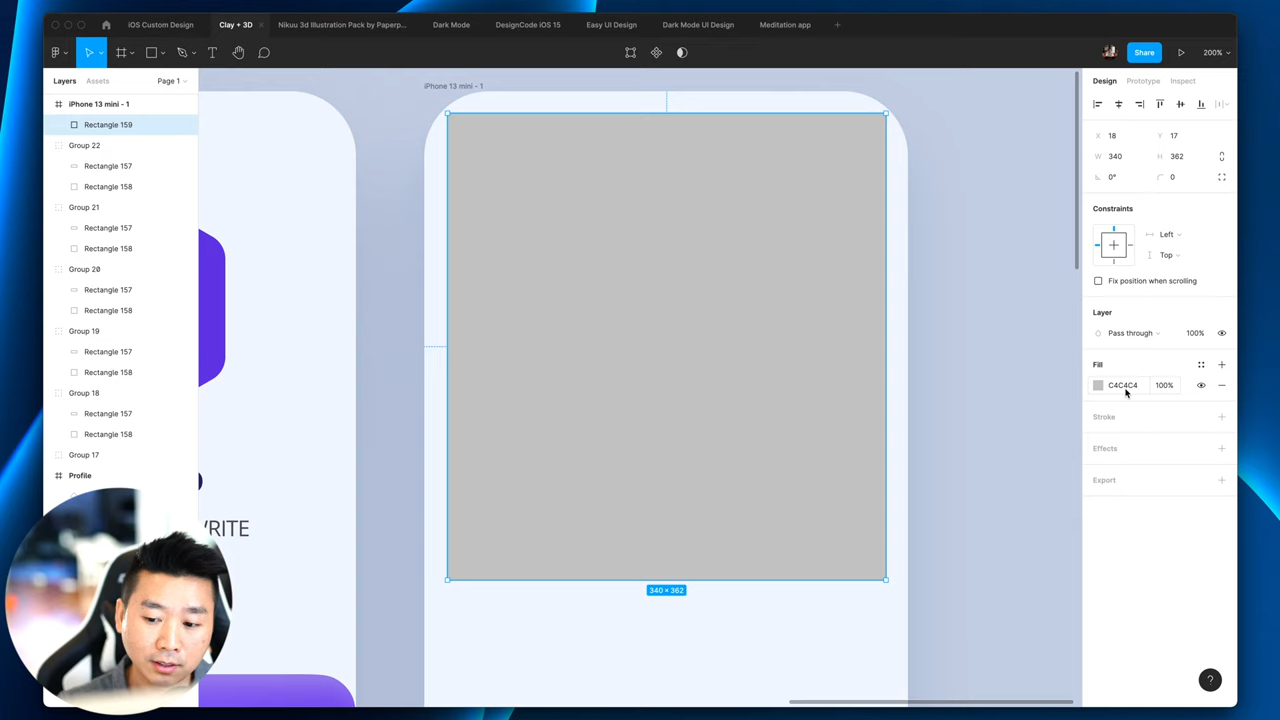 iOS Custom Design
Clay + 3D
Nikuu 3d Illustration Pack by Paperp...
Dark Mode
DesignCode iOS 15
Easy UI Design
Dark Mode UI Design
Meditation app
Share
200%
Layers
Assets
Page 1
iPhone 13 mini - 1
Rectangle 159
Group 22
Rectangle 157
Rectangle 158
Group 21
Rectangle 157
Rectangle 158
Group 20
Rectangle 157
Rectangle 158
Group 19
Rectangle 157
Rectangle 158
Group 18
Rectangle 157
Rectangle 158
Group 17
Profile
iPhone 13 mini - 1
340 × 362
WRITE
Design
Prototype
Inspect
X 18
Y 17
W 340
H 362
0°
0
Constraints
Left
Top
Fix position when scrolling
Layer
Pass through
100%
Fill
C4C4C4
100%
Stroke
Effects
Export
?